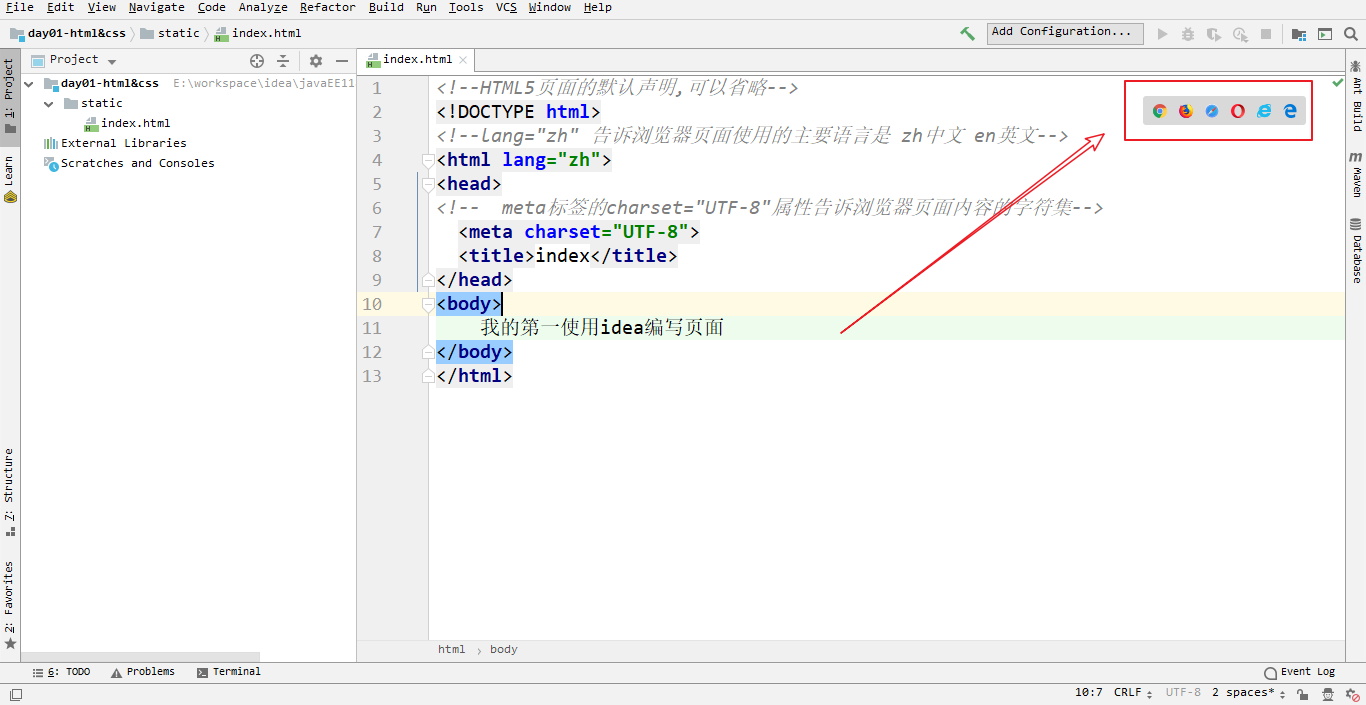 File Edit View Navigate Code Analyze Refactor Build Run Tools VCS Window Help
day01-html&css static index.html Add Configuration...
Project
index.html
day01-html&css E:\workspace\idea\javaEE11
static
index.html
External Libraries
Scratches and Consoles
1: Project
Learn
7: Structure
2: Favorites
1 <!--HTML5页面的默认声明,可以省略-->
2 <!DOCTYPE html>
3 <!--lang="zh" 告诉浏览器页面使用的主要语言是 zh中文 en英文-->
4 <html lang="zh">
5 <head>
6 <!-- meta标签的charset="UTF-8"属性告诉浏览器页面内容的字符集-->
7 <meta charset="UTF-8">
8 <title>index</title>
9 </head>
10 <body>
11 我的第一使用idea编写页面
12 </body>
13 </html>
Ant Build
m Maven
Database
html › body
6: TODO Problems Terminal Event Log
10:7 CRLF UTF-8 2 spaces*